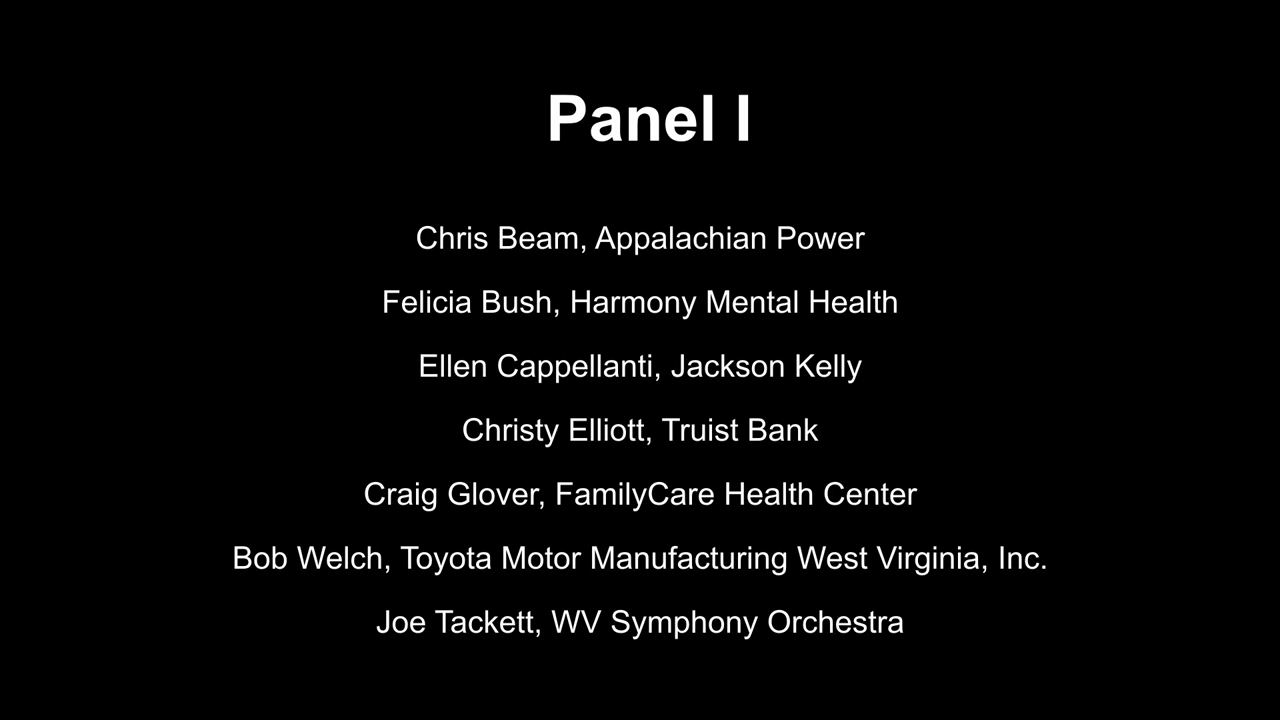 Panel I
Chris Beam, Appalachian Power
Felicia Bush, Harmony Mental Health
Ellen Cappellanti, Jackson Kelly
Christy Elliott, Truist Bank
Craig Glover, FamilyCare Health Center
Bob Welch, Toyota Motor Manufacturing West Virginia, Inc.
Joe Tackett, WV Symphony Orchestra